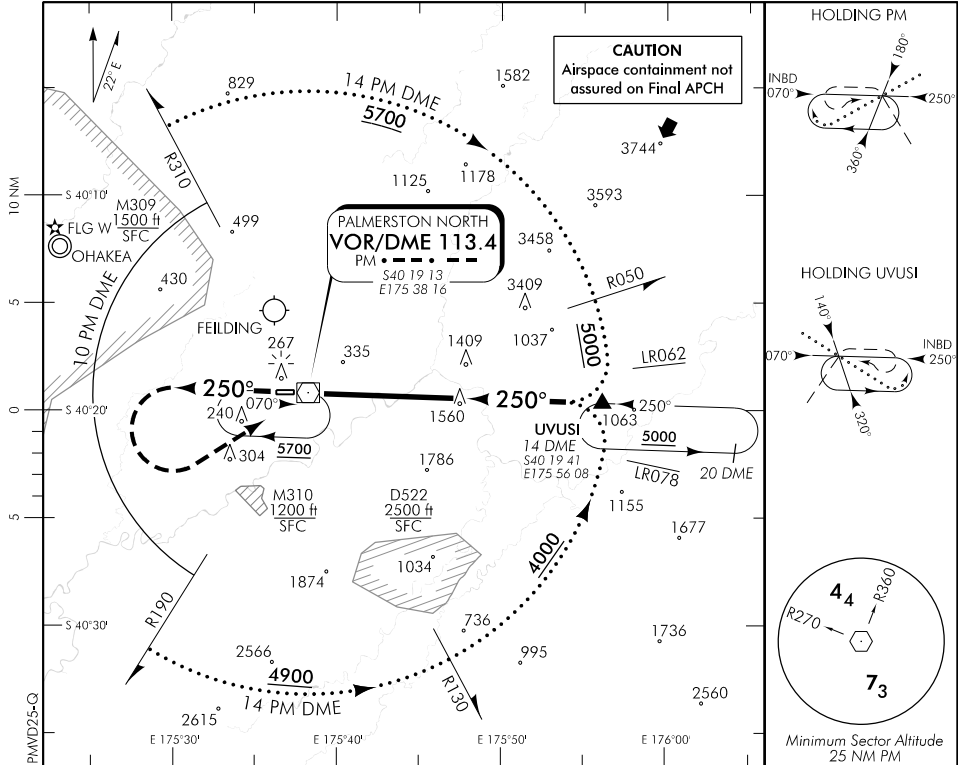 22° E
829
14 PM DME
5700
1582
CAUTION
Airspace containment not
assured on Final APCH
3744
R310
1125
1178
3593
10 NM
S 40°10'
M309
1500 ft
SFC
FLG W
OHAKEA
499
PALMERSTON NORTH
VOR/DME 113.4
PM
S40 19 13
E175 38 16
3458
R050
430
3409
10 PM DME
5
FEILDING
267
335
1409
1037
5000
LR062
250°
070°
240
250°
1560
250°
1063
0
S 40°20'
UVUSI
14 DME
S40 19 41
E175 56 08
5000
20 DME
LR078
304
5700
1786
M310
1200 ft
SFC
D522
2500 ft
SFC
1155
5
1677
1034
4000
1874
R190
S 40°30'
736
1736
2566
4900
14 PM DME
995
R130
2560
2615
PMVD25-Q
E 175°30'
E 175°40'
E 175°50'
E 176°00'
HOLDING PM
180°
INBD
070°
250°
360°
HOLDING UVUSI
140°
INBD
070°
250°
320°
4₄
R360
R270
7₃
Minimum Sector Altitude
25 NM PM